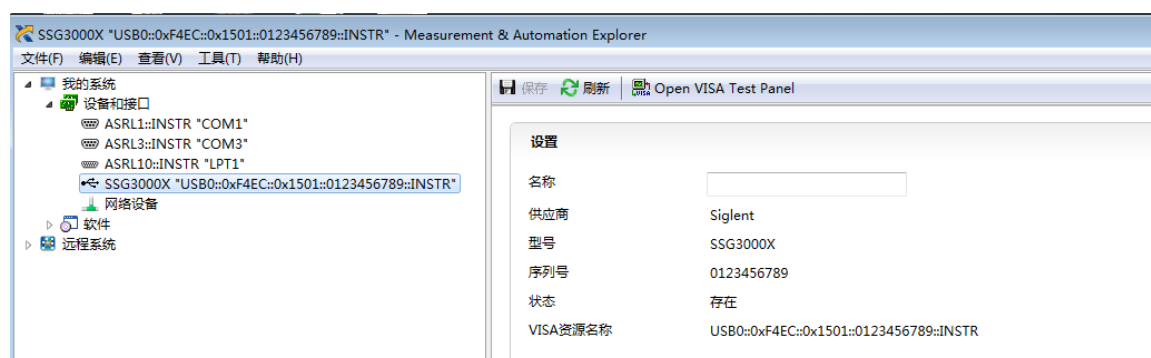 SSG3000X "USB0::0xF4EC::0x1501::0123456789::INSTR" - Measurement & Automation Explorer
文件(F) 编辑(E) 查看(V) 工具(T) 帮助(H)
我的系统
设备和接口
ASRL1::INSTR "COM1"
ASRL3::INSTR "COM3"
ASRL10::INSTR "LPT1"
SSG3000X "USB0::0xF4EC::0x1501::0123456789::INSTR"
网络设备
软件
远程系统
保存 刷新 Open VISA Test Panel
设置
名称
供应商 Siglent
型号 SSG3000X
序列号 0123456789
状态 存在
VISA资源名称 USB0::0xF4EC::0x1501::0123456789::INSTR